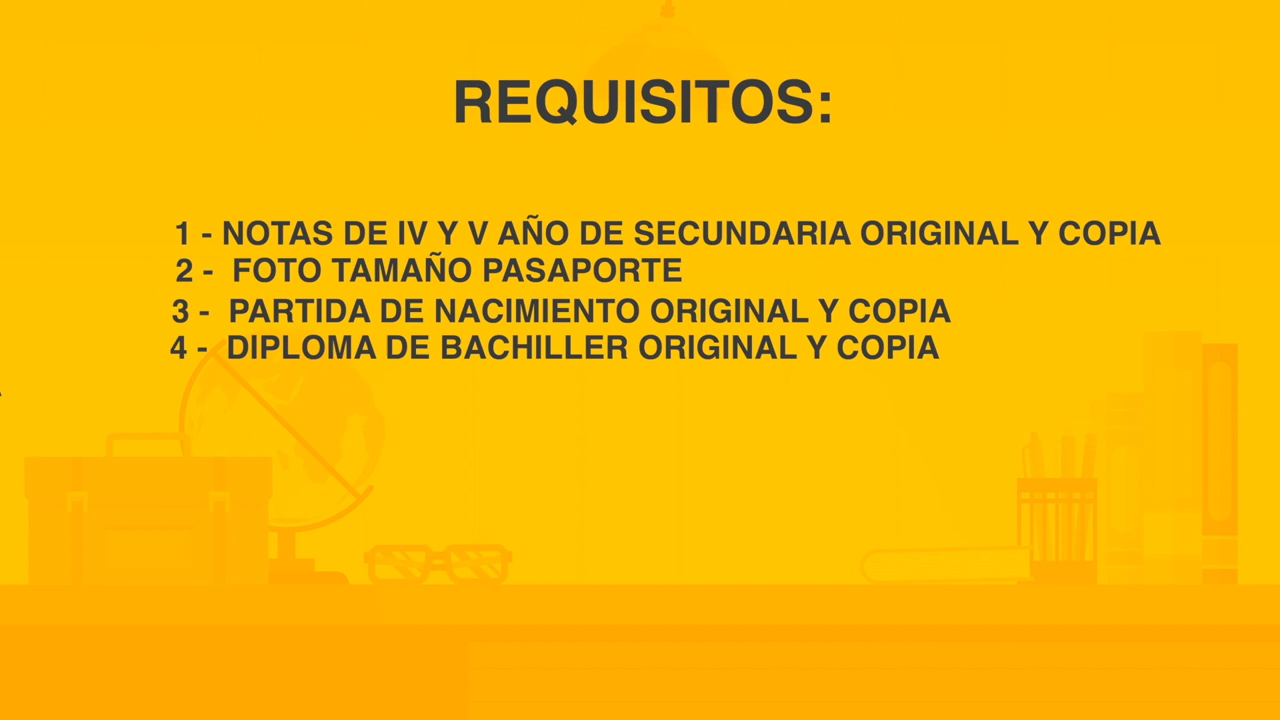 REQUISITOS:
1 - NOTAS DE IV Y V AÑO DE SECUNDARIA ORIGINAL Y COPIA
2 - FOTO TAMAÑO PASAPORTE
3 - PARTIDA DE NACIMIENTO ORIGINAL Y COPIA
4 - DIPLOMA DE BACHILLER ORIGINAL Y COPIA